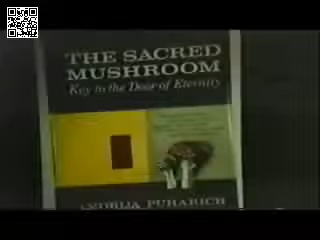 THE SACRED
MUSHROOM
Key to the Door of Eternity
ANDRIJA PUHARICH